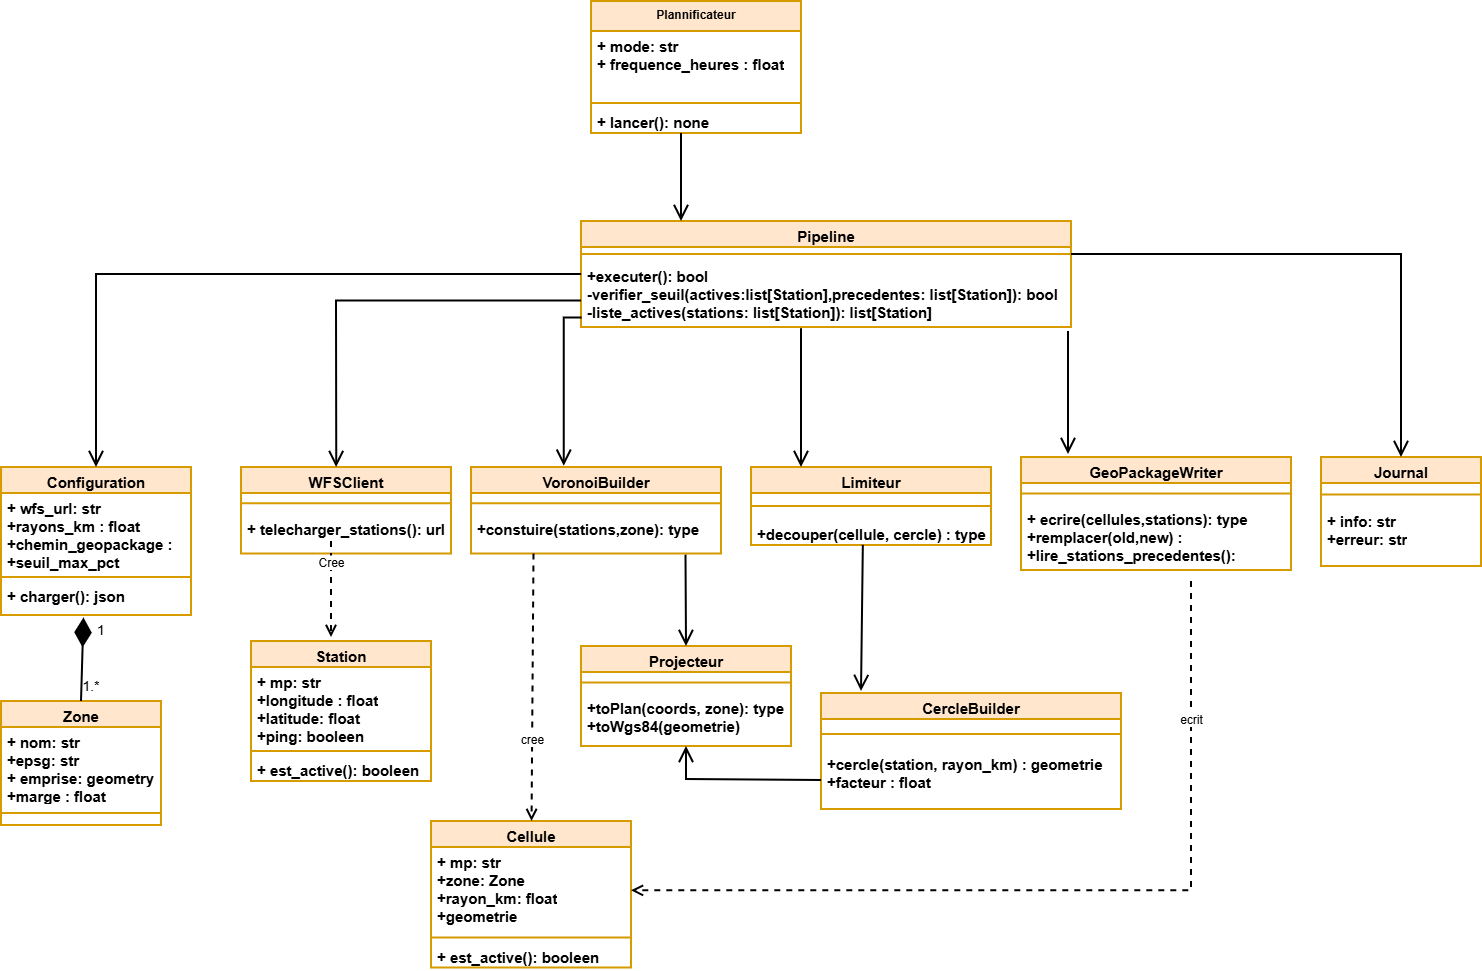 Plannificateur
+ mode: str
+ frequence_heures : float
+ lancer(): none
Pipeline
+executer(): bool
-verifier_seuil(actives:list[Station],precedentes: list[Station]): bool
-liste_actives(stations: list[Station]): list[Station]
Configuration
+ wfs_url: str
+rayons_km : float
+chemin_geopackage :
+seuil_max_pct
+ charger(): json
1
1.*
Zone
+ nom: str
+epsg: str
+ emprise: geometry
+marge : float
WFSClient
+ telecharger_stations(): url
Cree
Station
+ mp: str
+longitude : float
+latitude: float
+ping: booleen
+ est_active(): booleen
VoronoiBuilder
+constuire(stations,zone): type
cree
Cellule
+ mp: str
+zone: Zone
+rayon_km: float
+geometrie
+ est_active(): booleen
Projecteur
+toPlan(coords, zone): type
+toWgs84(geometrie)
Limiteur
+decouper(cellule, cercle) : type
CercleBuilder
+cercle(station, rayon_km) : geometrie
+facteur : float
GeoPackageWriter
+ ecrire(cellules,stations): type
+remplacer(old,new) :
+lire_stations_precedentes():
ecrit
Journal
+ info: str
+erreur: str